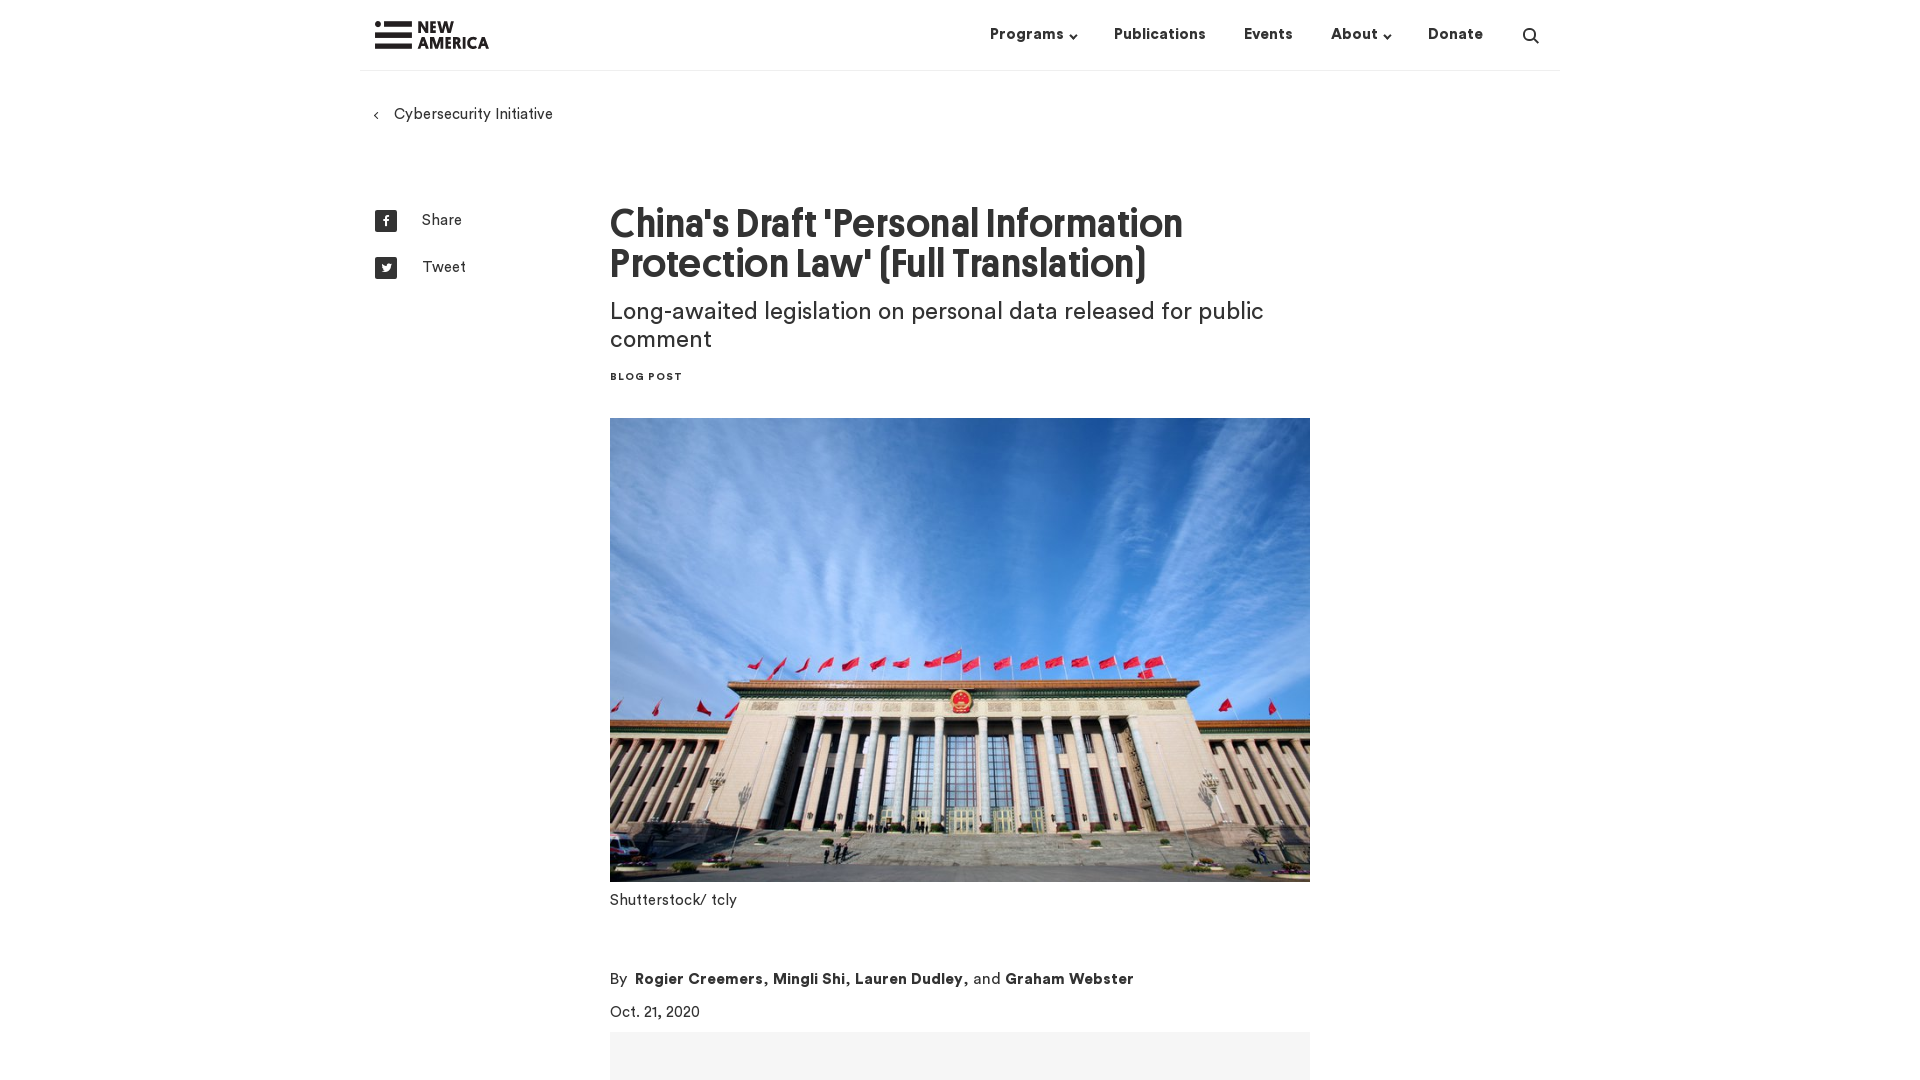 NEW
AMERICA
Programs
Publications
Events
About
Donate
Cybersecurity Initiative
Share
Tweet
China's Draft 'Personal Information
Protection Law' (Full Translation)
Long-awaited legislation on personal data released for public
comment
BLOG POST
Shutterstock/ tcly
By Rogier Creemers, Mingli Shi, Lauren Dudley, and Graham Webster
Oct. 21, 2020